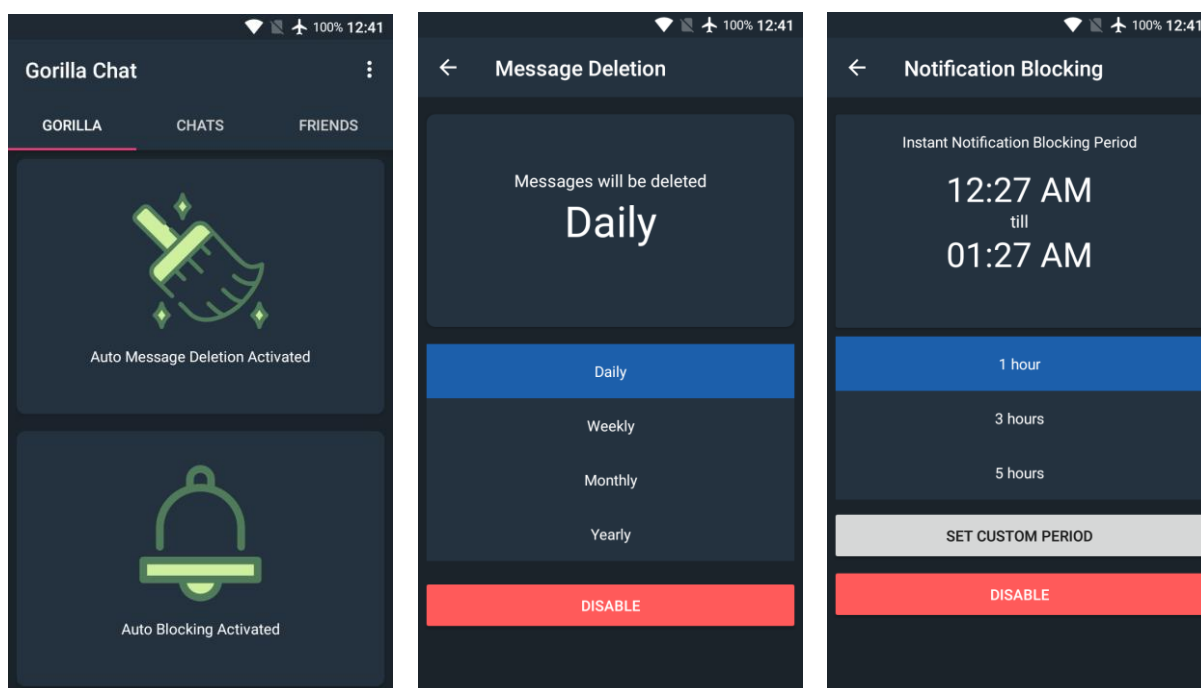 100% 12:41
Gorilla Chat
GORILLA CHATS FRIENDS
Auto Message Deletion Activated
Auto Blocking Activated
100% 12:41
Message Deletion
Messages will be deleted
Daily
Daily
Weekly
Monthly
Yearly
DISABLE
100% 12:41
Notification Blocking
Instant Notification Blocking Period
12:27 AM
till
01:27 AM
1 hour
3 hours
5 hours
SET CUSTOM PERIOD
DISABLE